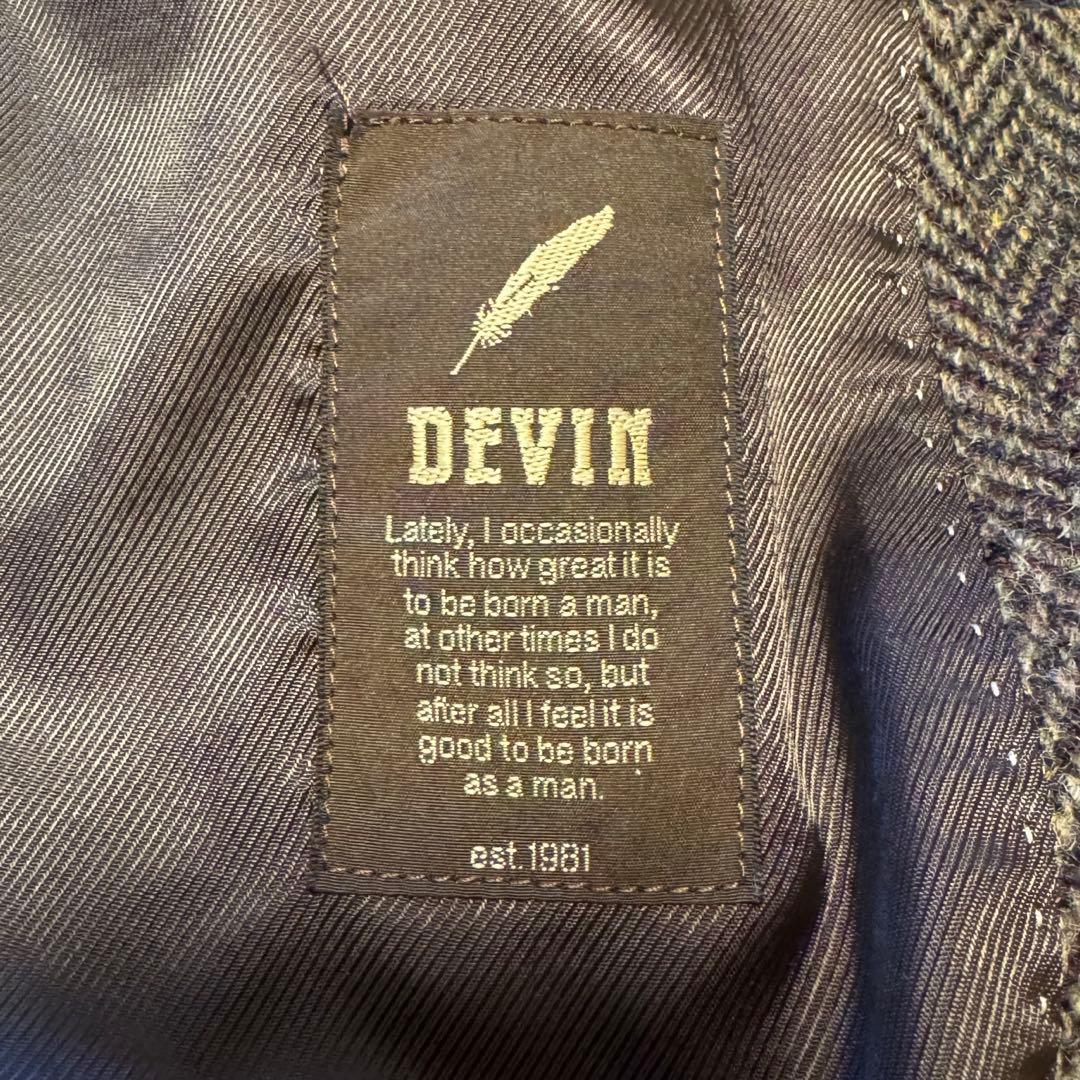 DEVIN
Lately, I occasionally
think how great it is
to be born a man,
at other times I do
not think so, but
after all I feel it is
good to be born
as a man.
est.1981